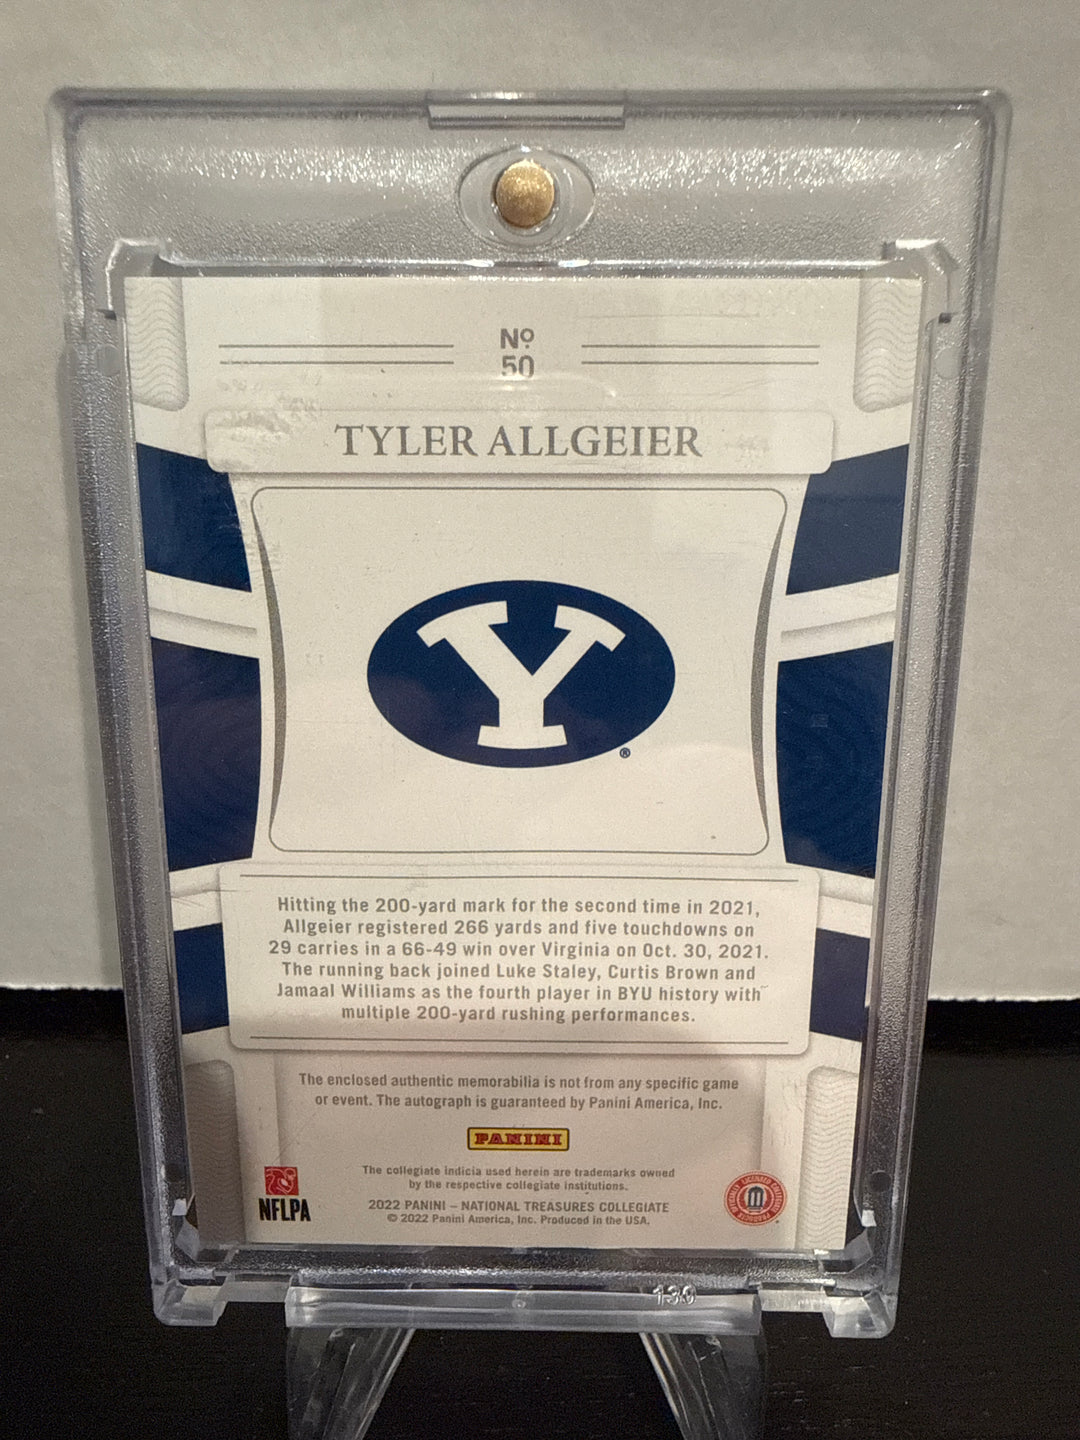 Nº
50
TYLER ALLGEIER
Y
®
Hitting the 200-yard mark for the second time in 2021,
Allgeier registered 266 yards and five touchdowns on
29 carries in a 66-49 win over Virginia on Oct. 30, 2021.
The running back joined Luke Staley, Curtis Brown and
Jamaal Williams as the fourth player in BYU history with
multiple 200-yard rushing performances.
The enclosed authentic memorabilia is not from any specific game
or event. The autograph is guaranteed by Panini America, Inc.
PANINI
The collegiate indicia used herein are trademarks owned
by the respective collegiate institutions.
NFLPA
2022 PANINI – NATIONAL TREASURES COLLEGIATE
© 2022 Panini America, Inc. Produced in the USA.
OFFICIALLY LICENSED COLLEGIATE PRODUCTS
130